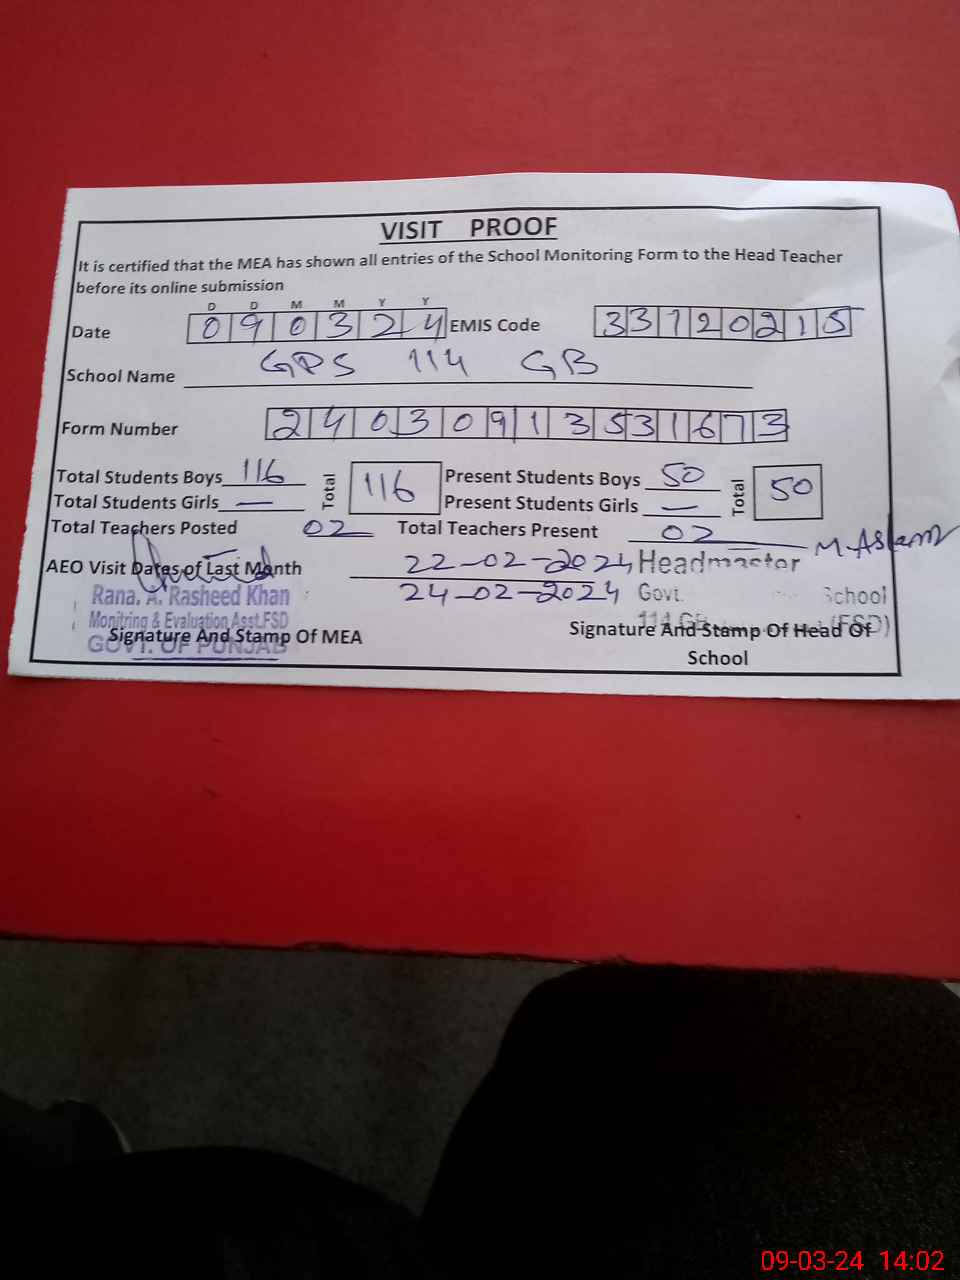 VISIT PROOF
It is certified that the MEA has shown all entries of the School Monitoring Form to the Head Teacher
before its online submission
D D M M Y Y
Date 090324 EMIS Code 33120215
School Name GPS 114 GB
Form Number 24030913531673
Total Students Boys 116 Total 116 Present Students Boys 50 Total 50
Total Students Girls — Present Students Girls —
Total Teachers Posted 02 Total Teachers Present 02
M. Aslam
AEO Visit Dates of Last Month 22-02-2024 Headmaster
Rana. A. Rasheed Khan 24-02-2024 Govt. School
Monitring & Evaluation Asst.FSD 114 GB (FSD)
Signature And Stamp Of MEA Signature And Stamp Of Head Of
GOVT. OF PUNJAB School
09-03-24 14:02